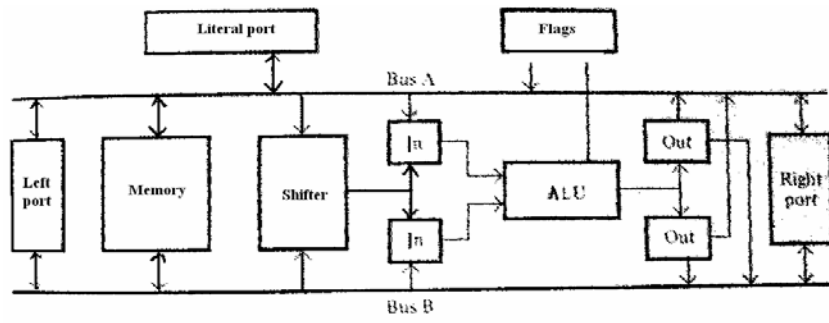 Literal port
Flags
Bus A
Left
port
Memory
Shifter
In
In
ALU
Out
Out
Right
port
Bus B